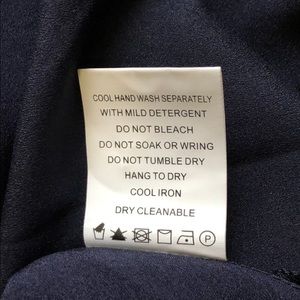 COOL HAND WASH SEPARATELY
WITH MILD DETERGENT
DO NOT BLEACH
DO NOT SOAK OR WRING
DO NOT TUMBLE DRY
HANG TO DRY
COOL IRON
DRY CLEANABLE
P